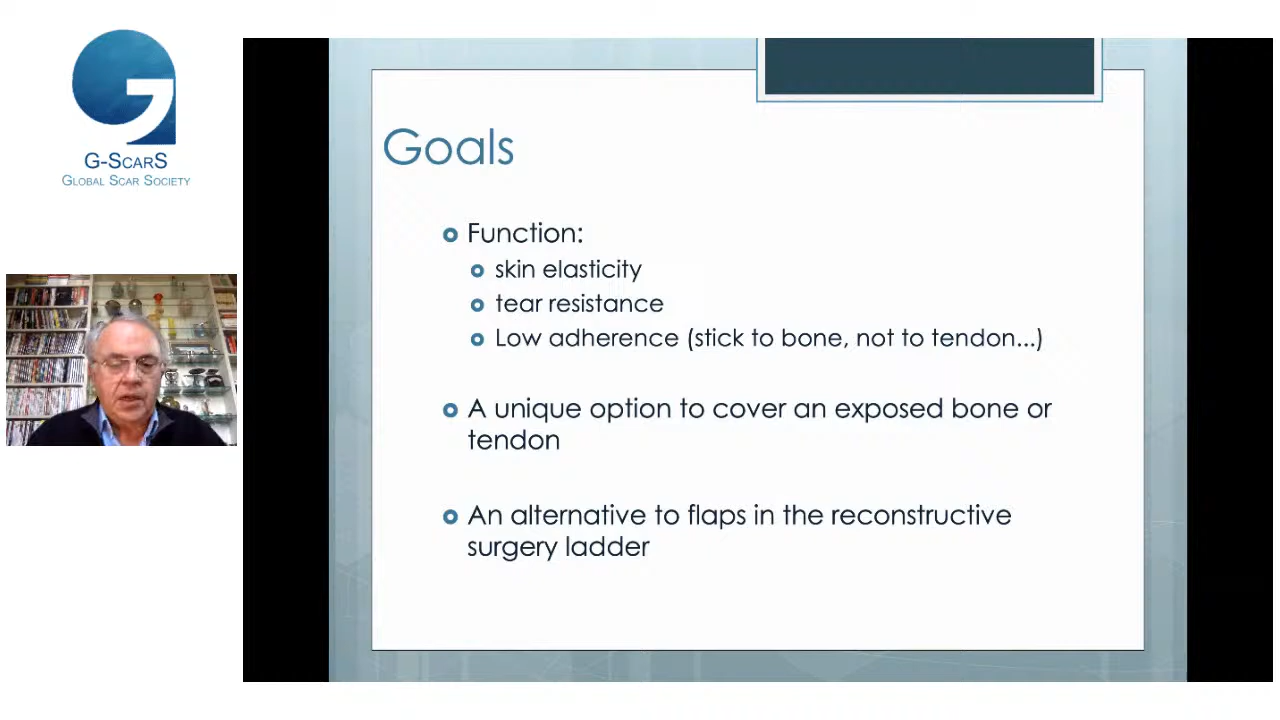 G-ScarS
Global Scar Society
Goals
Function:
skin elasticity
tear resistance
Low adherence (stick to bone, not to tendon...)
A unique option to cover an exposed bone or
tendon
An alternative to flaps in the reconstructive
surgery ladder